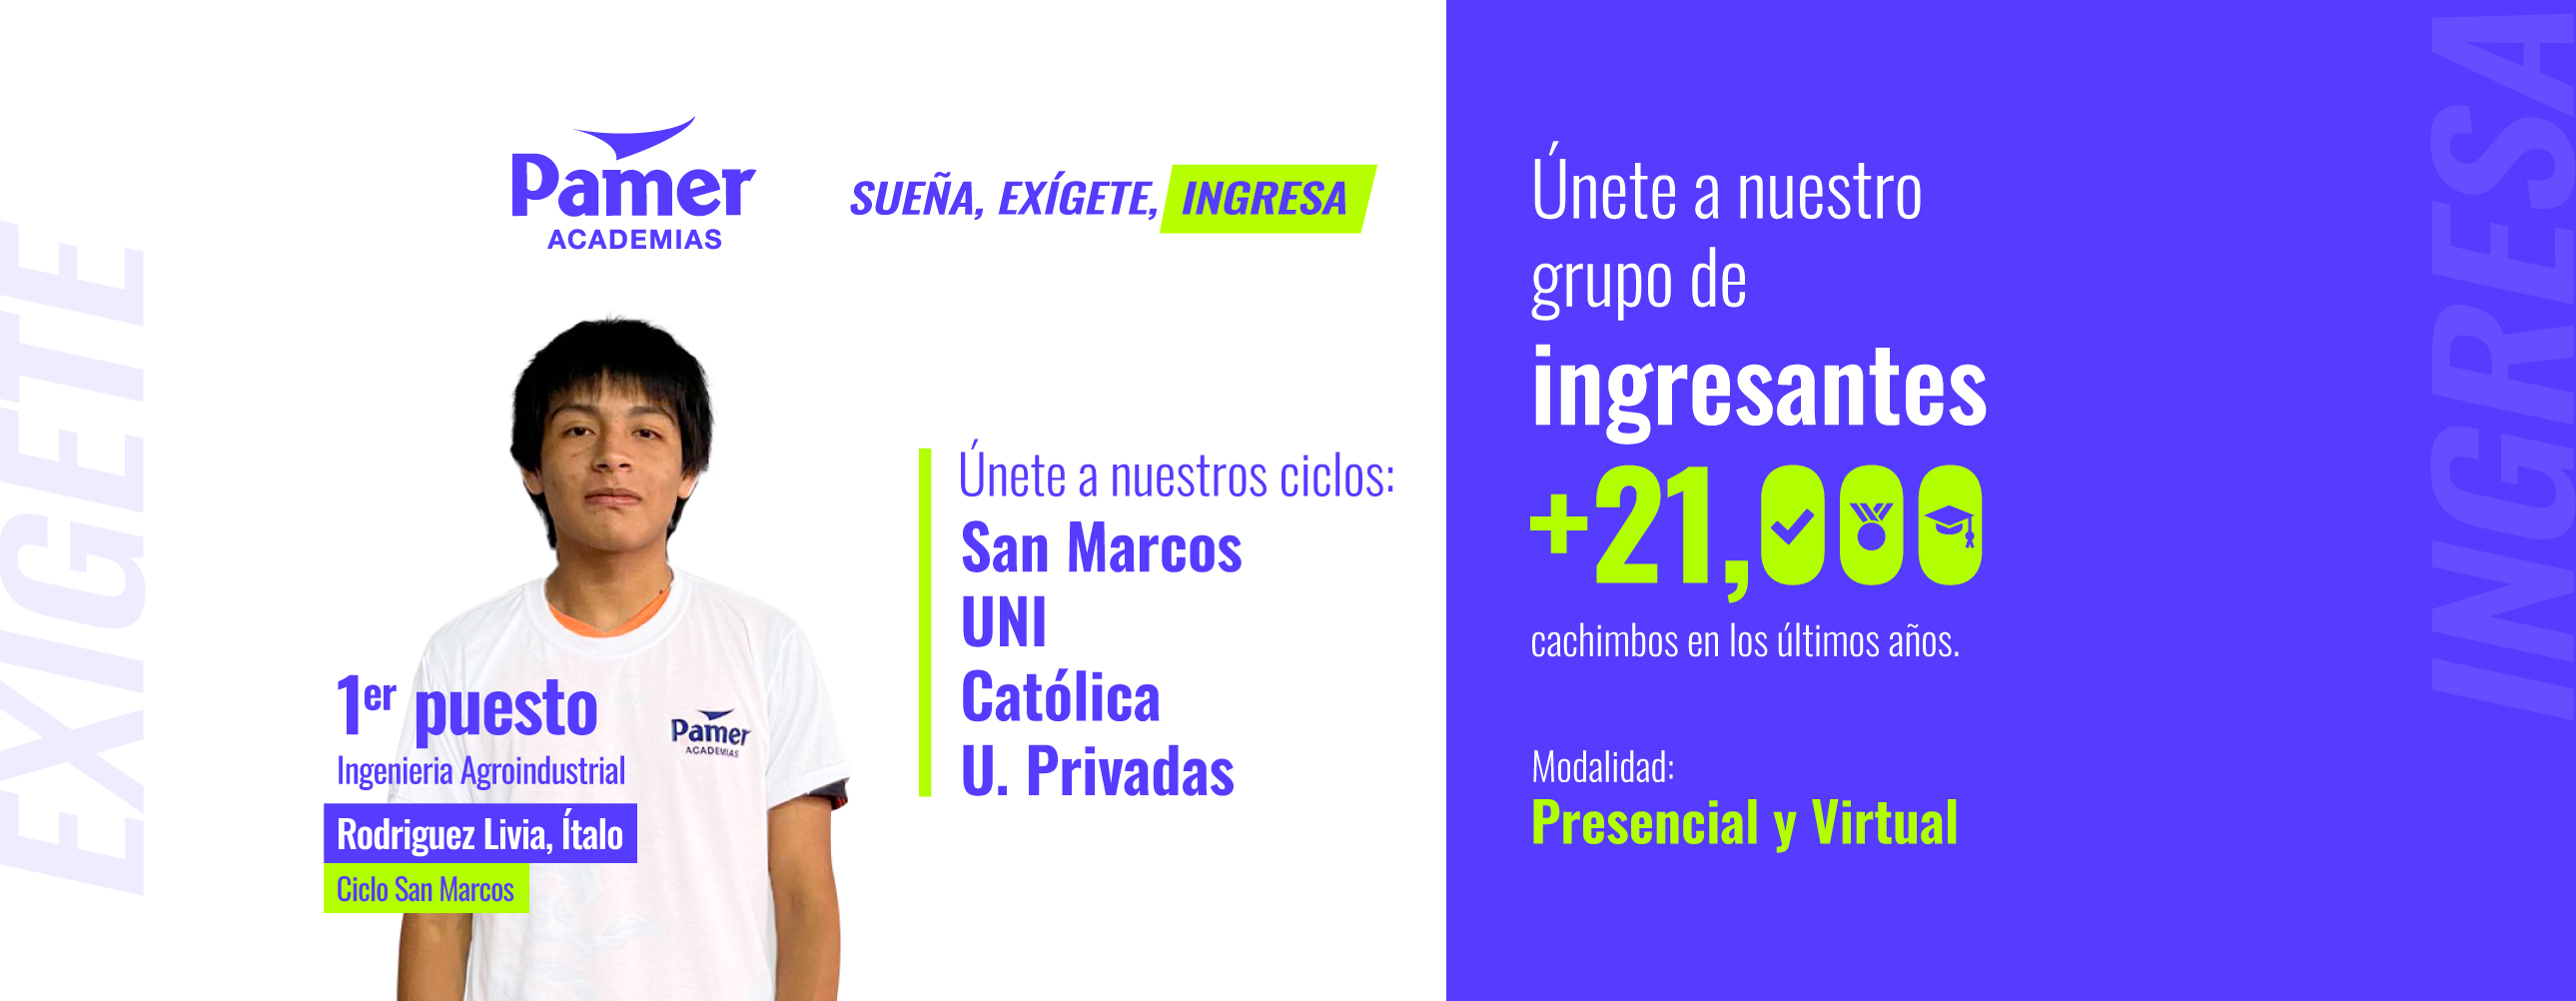 EXIGETE
Pamer
ACADEMIAS
SUEÑA, EXÍGETE, INGRESA
Únete a nuestros ciclos:
San Marcos
UNI
Católica
U. Privadas
Pamer
ACADEMIAS
1er puesto
Ingenieria Agroindustrial
Rodriguez Livia, Ítalo
Ciclo San Marcos
Únete a nuestro
grupo de
ingresantes
+21,000
cachimbos en los últimos años.
Modalidad:
Presencial y Virtual
INGRESA